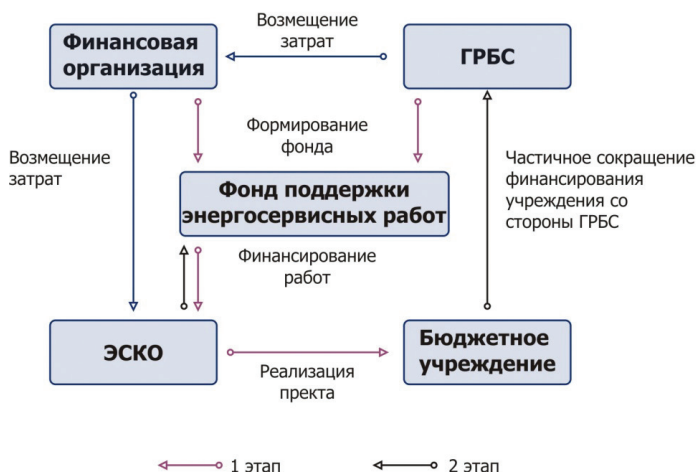 Финансовая
организация
Возмещение
затрат
ГРБС
Формирование
фонда
Возмещение
затрат
Фонд поддержки
энергосервисных работ
Частичное сокращение
финансирования
учреждения со
стороны ГРБС
Финансирование
работ
ЭСКО
Реализация
пректа
Бюджетное
учреждение
1 этап
2 этап